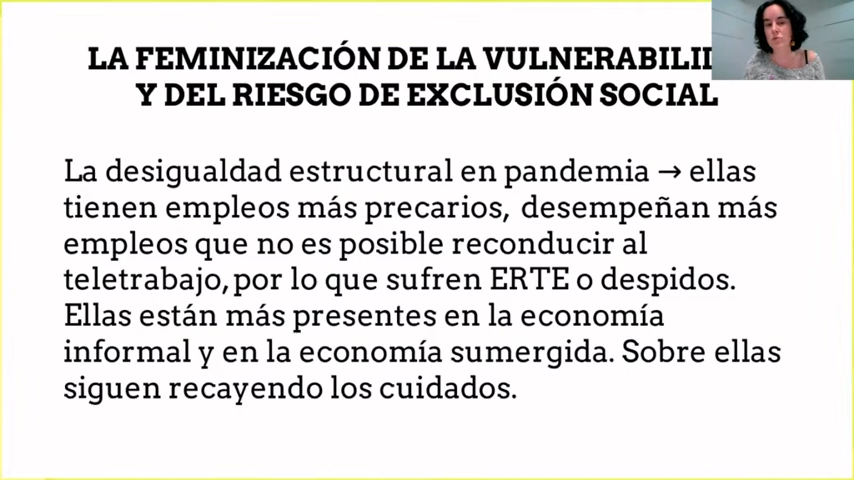 LA FEMINIZACIÓN DE LA
Y DEL RIESGO DE EXCLUSIÓN SOCIAL
La desigualdad estructural en pandemia → ellas
tienen empleos más precarios, desempeñan más
empleos que no es posible reconducir al
teletrabajo, por lo que sufren ERTE o despidos.
Ellas están más presentes en la economía
informal y en la economía sumergida. Sobre ellas
siguen recayendo los cuidados.